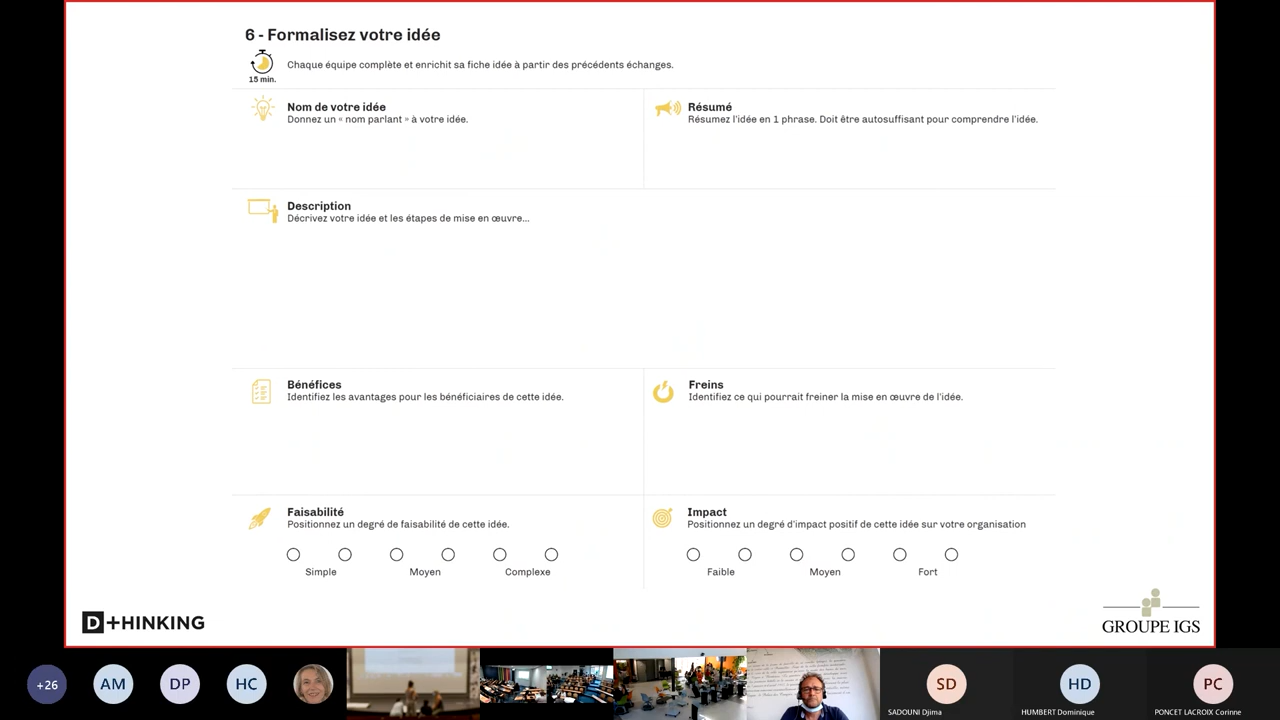 6 - Formalisez votre idée
15 min.
Chaque équipe complète et enrichit sa fiche idée à partir des précédents échanges.
Nom de votre idée
Donnez un « nom parlant » à votre idée.
Résumé
Résumez l'idée en 1 phrase. Doit être autosuffisant pour comprendre l'idée.
Description
Décrivez votre idée et les étapes de mise en œuvre...
Bénéfices
Identifiez les avantages pour les bénéficiaires de cette idée.
Freins
Identifiez ce qui pourrait freiner la mise en œuvre de l'idée.
Faisabilité
Positionnez un degré de faisabilité de cette idée.
Simple Moyen Complexe
Impact
Positionnez un degré d'impact positif de cette idée sur votre organisation
Faible Moyen Fort
D+HINKING
GROUPE IGS
+26
AM
DP
HC
SD
SADOUNI Djima
HD
HUMBERT Dominique
PC
PONCET LACROIX Corinne